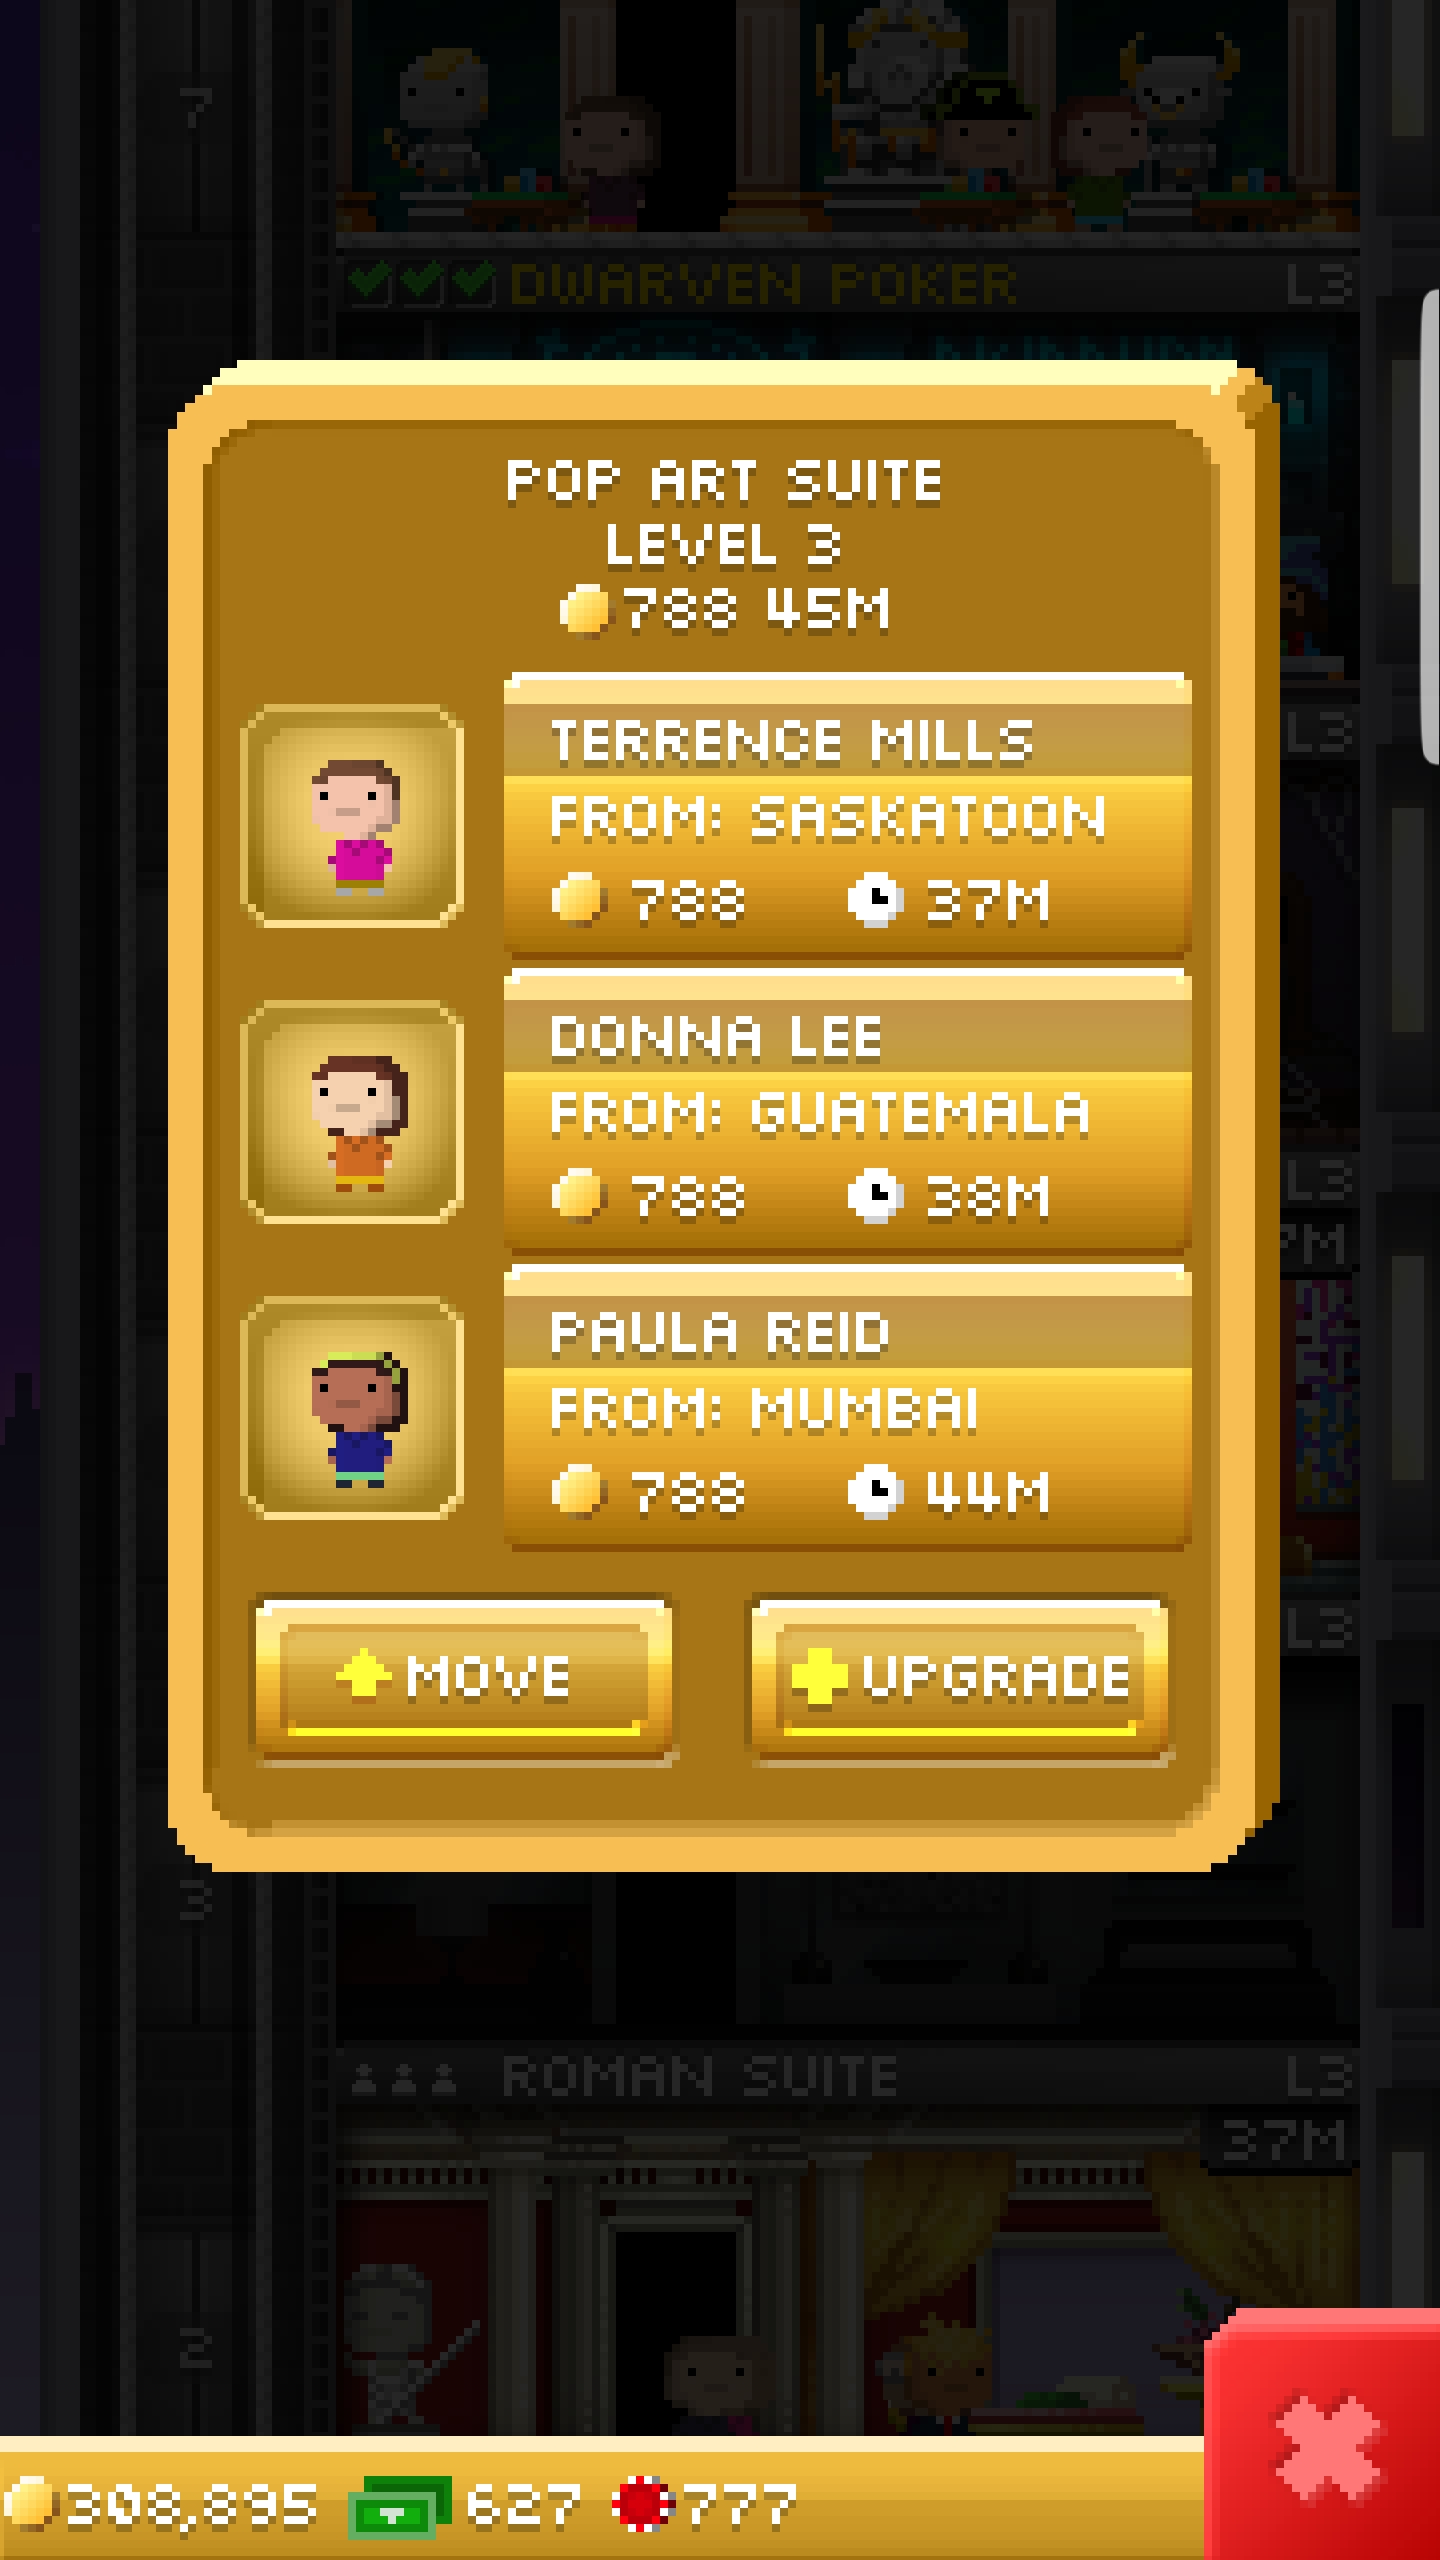 7
DWARVEN POKER L3
POP ART SUITE
LEVEL 3
788 45M
L3
TERRENCE MILLS
FROM: SASKATOON
788 37M
DONNA LEE
FROM: GUATEMALA
788 38M
L3
PAULA REID
FROM: MUMBAI
788 44M
L3
MOVE UPGRADE
3
ROMAN SUITE L3
37M
2
308,895 627 777